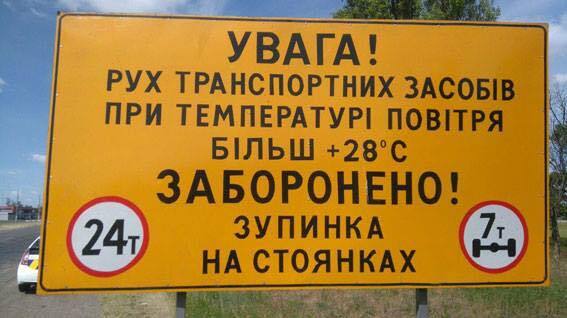 УВАГА!
РУХ ТРАНСПОРТНИХ ЗАСОБІВ
ПРИ ТЕМПЕРАТУРІ ПОВІТРЯ
БІЛЬШ +28°С
ЗАБОРОНЕНО!
24т
ЗУПИНКА
НА СТОЯНКАХ
7т